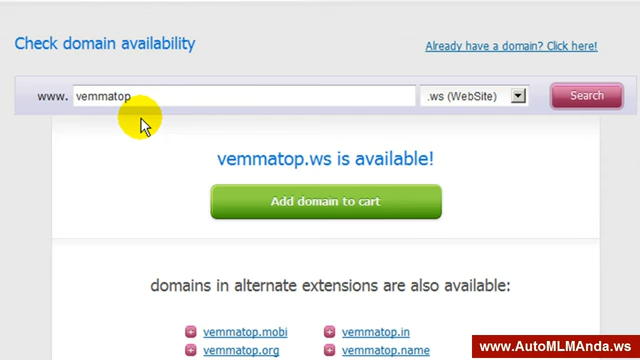 Check domain availability
Already have a domain? Click here!
www. vemmatop .ws (WebSite) Search
vemmatop.ws is available!
Add domain to cart
domains in alternate extensions are also available:
vemmatop.mobi vemmatop.in
vemmatop.org vemmatop.name
www.AutoMLMAnda.ws